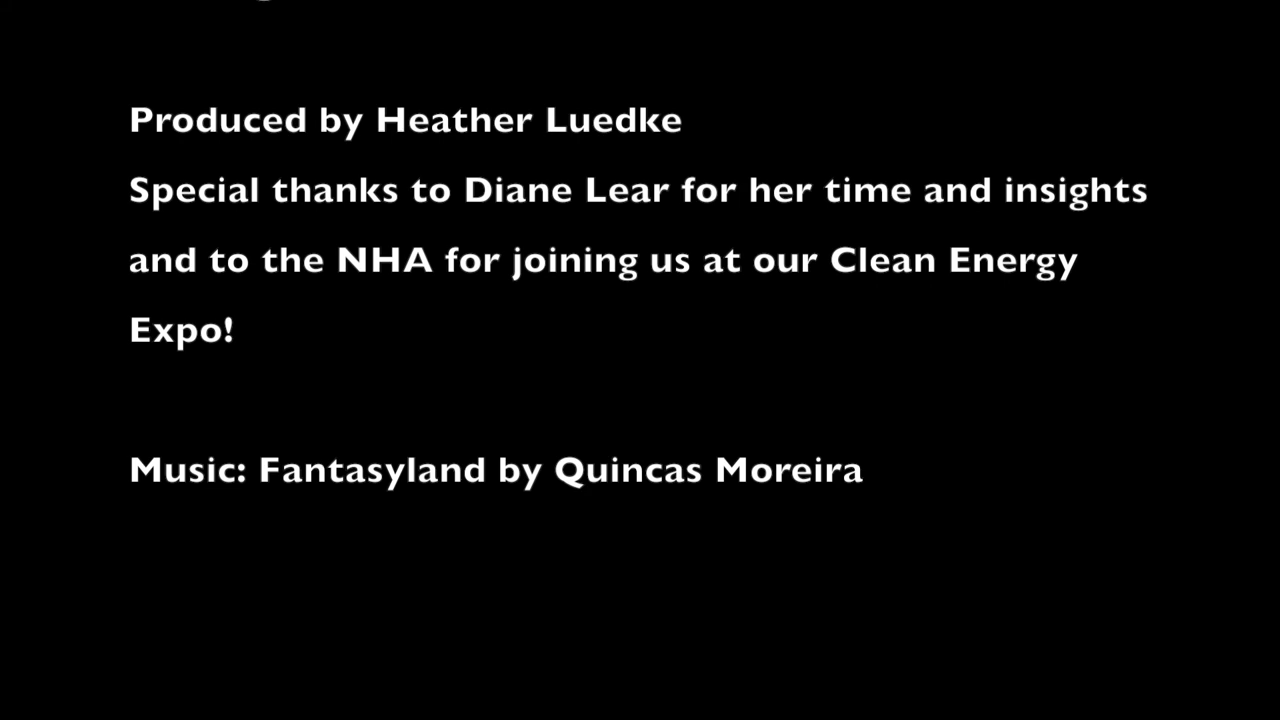 Produced by Heather Luedke
Special thanks to Diane Lear for her time and insights
and to the NHA for joining us at our Clean Energy
Expo!
Music: Fantasyland by Quincas Moreira